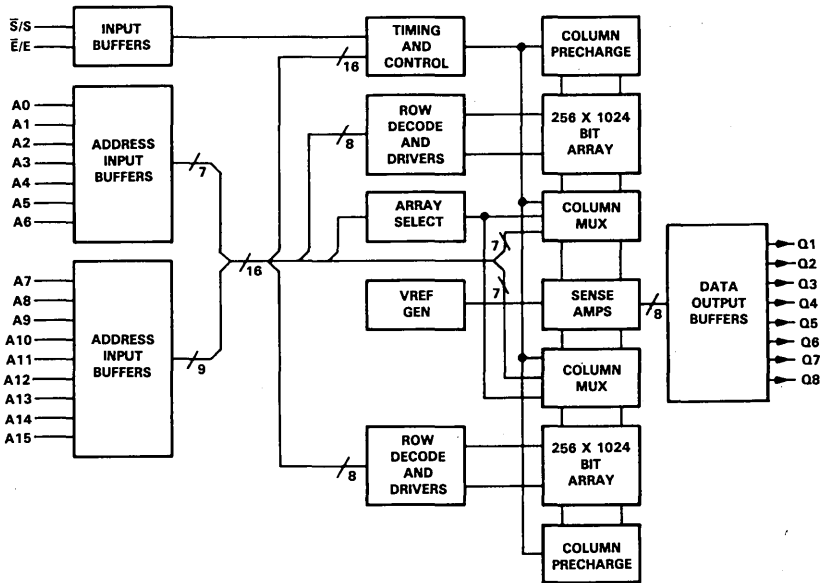 S̅/S
E̅/E
INPUT
BUFFERS
TIMING
AND
CONTROL
COLUMN
PRECHARGE
16
A0
A1
A2
A3
A4
A5
A6
ADDRESS
INPUT
BUFFERS
7
8
ROW
DECODE
AND
DRIVERS
256 X 1024
BIT
ARRAY
ARRAY
SELECT
7
COLUMN
MUX
16
A7
A8
A9
A10
A11
A12
A13
A14
A15
ADDRESS
INPUT
BUFFERS
9
VREF
GEN
7
SENSE
AMPS
8
DATA
OUTPUT
BUFFERS
Q1
Q2
Q3
Q4
Q5
Q6
Q7
Q8
COLUMN
MUX
8
ROW
DECODE
AND
DRIVERS
256 X 1024
BIT
ARRAY
COLUMN
PRECHARGE